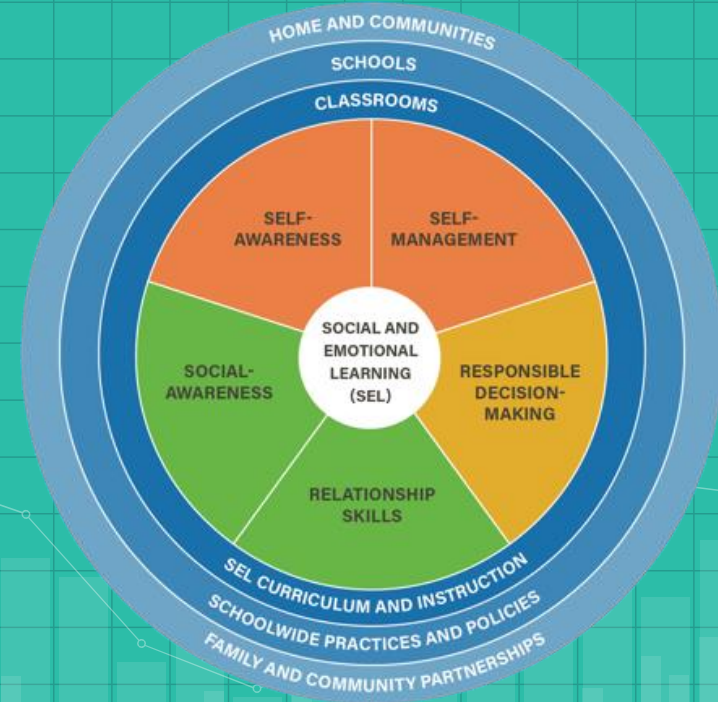 HOME AND COMMUNITIES
SCHOOLS
CLASSROOMS
SELF-
AWARENESS
SELF-
MANAGEMENT
SOCIAL AND
EMOTIONAL
LEARNING
(SEL)
SOCIAL-
AWARENESS
RESPONSIBLE
DECISION-
MAKING
RELATIONSHIP
SKILLS
SEL CURRICULUM AND INSTRUCTION
SCHOOLWIDE PRACTICES AND POLICIES
FAMILY AND COMMUNITY PARTNERSHIPS